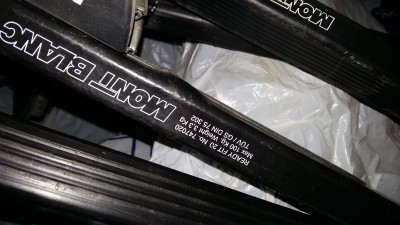 MONT BLANC
MONT BLANC
READY FIT 20 No. 747020
Max 100 Kg Weight 3,3 Kg
TÜV / GS DIN 75 302